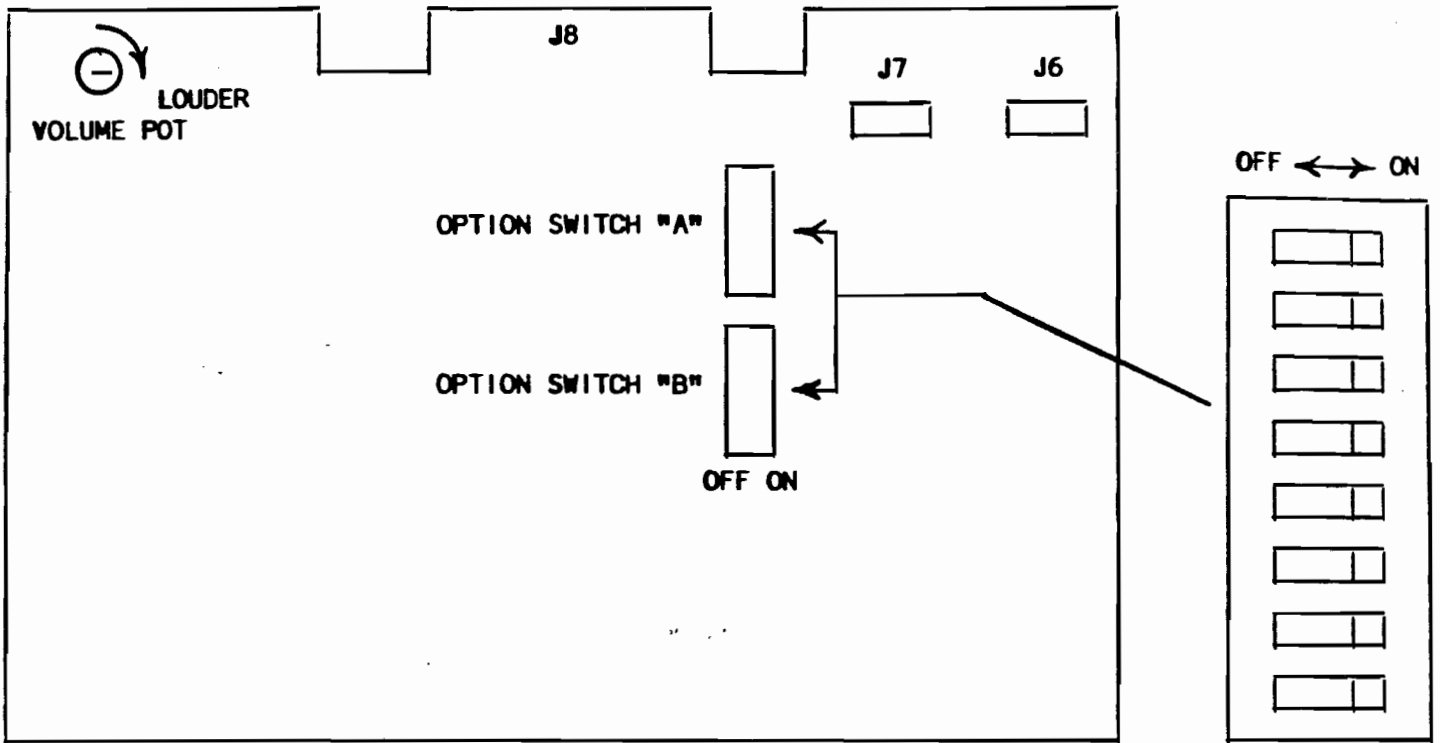 J8
J7
J6
LOUDER
VOLUME POT
OFF ON
OPTION SWITCH "A"
OPTION SWITCH "B"
OFF ON